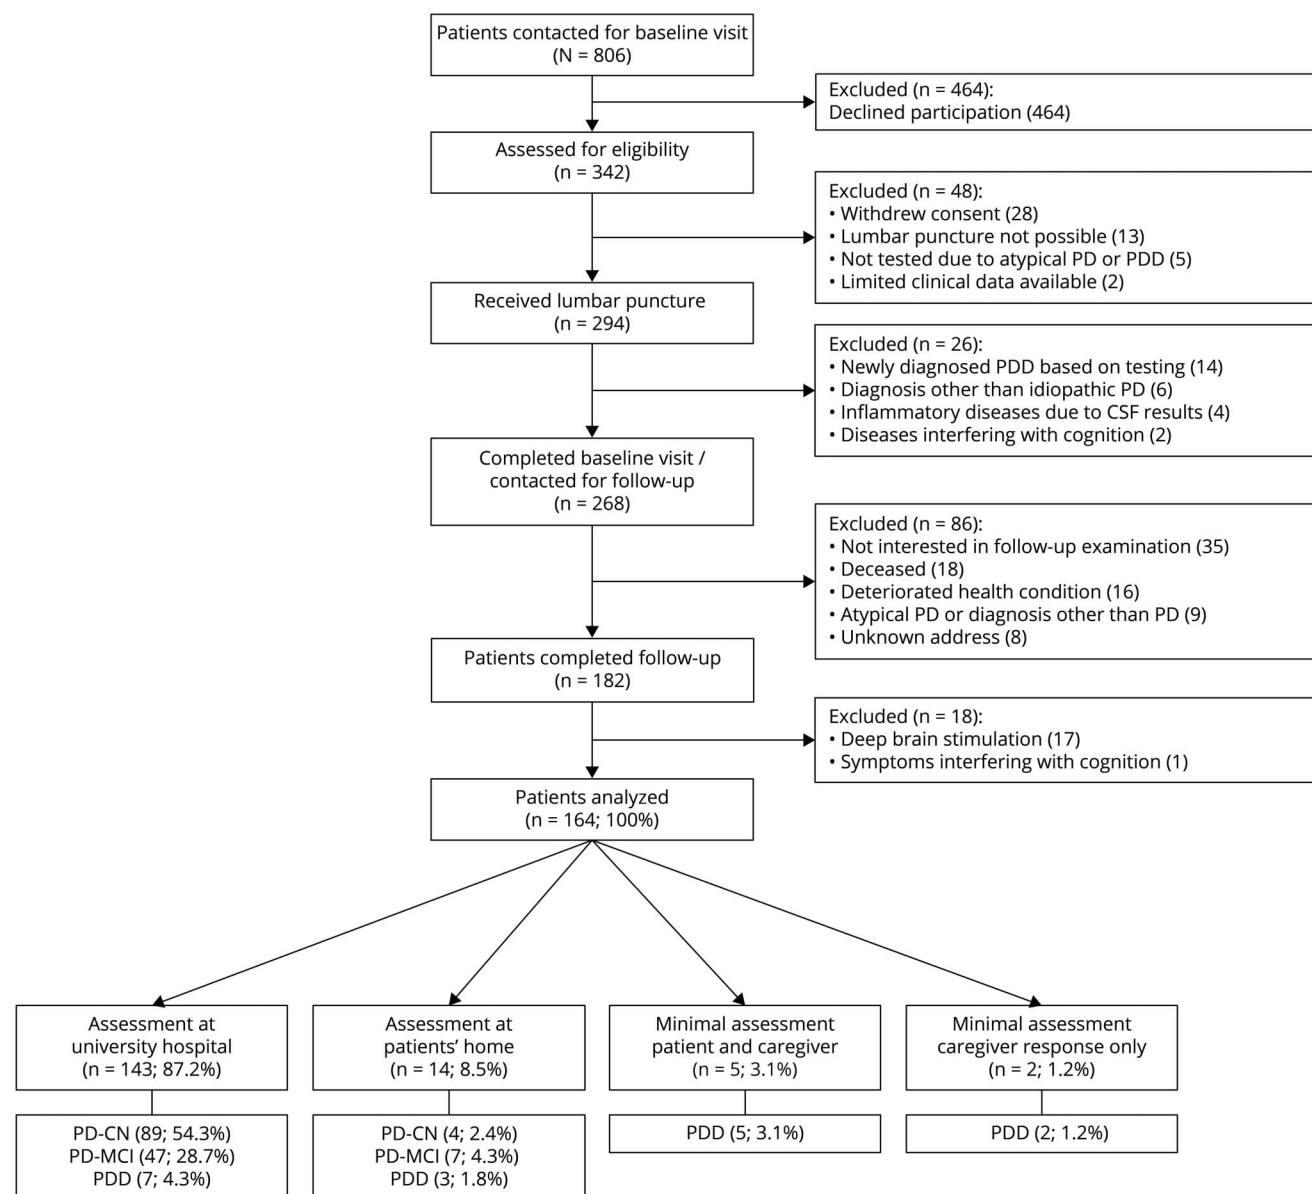 Patients contacted for baseline visit
(N = 806)
Excluded (n = 464):
Declined participation (464)
Assessed for eligibility
(n = 342)
Excluded (n = 48):
• Withdrew consent (28)
• Lumbar puncture not possible (13)
• Not tested due to atypical PD or PDD (5)
• Limited clinical data available (2)
Received lumbar puncture
(n = 294)
Excluded (n = 26):
• Newly diagnosed PDD based on testing (14)
• Diagnosis other than idiopathic PD (6)
• Inflammatory diseases due to CSF results (4)
• Diseases interfering with cognition (2)
Completed baseline visit /
contacted for follow-up
(n = 268)
Excluded (n = 86):
• Not interested in follow-up examination (35)
• Deceased (18)
• Deteriorated health condition (16)
• Atypical PD or diagnosis other than PD (9)
• Unknown address (8)
Patients completed follow-up
(n = 182)
Excluded (n = 18):
• Deep brain stimulation (17)
• Symptoms interfering with cognition (1)
Patients analyzed
(n = 164; 100%)
Assessment at
university hospital
(n = 143; 87.2%)
PD-CN (89; 54.3%)
PD-MCI (47; 28.7%)
PDD (7; 4.3%)
Assessment at
patients’ home
(n = 14; 8.5%)
PD-CN (4; 2.4%)
PD-MCI (7; 4.3%)
PDD (3; 1.8%)
Minimal assessment
patient and caregiver
(n = 5; 3.1%)
PDD (5; 3.1%)
Minimal assessment
caregiver response only
(n = 2; 1.2%)
PDD (2; 1.2%)